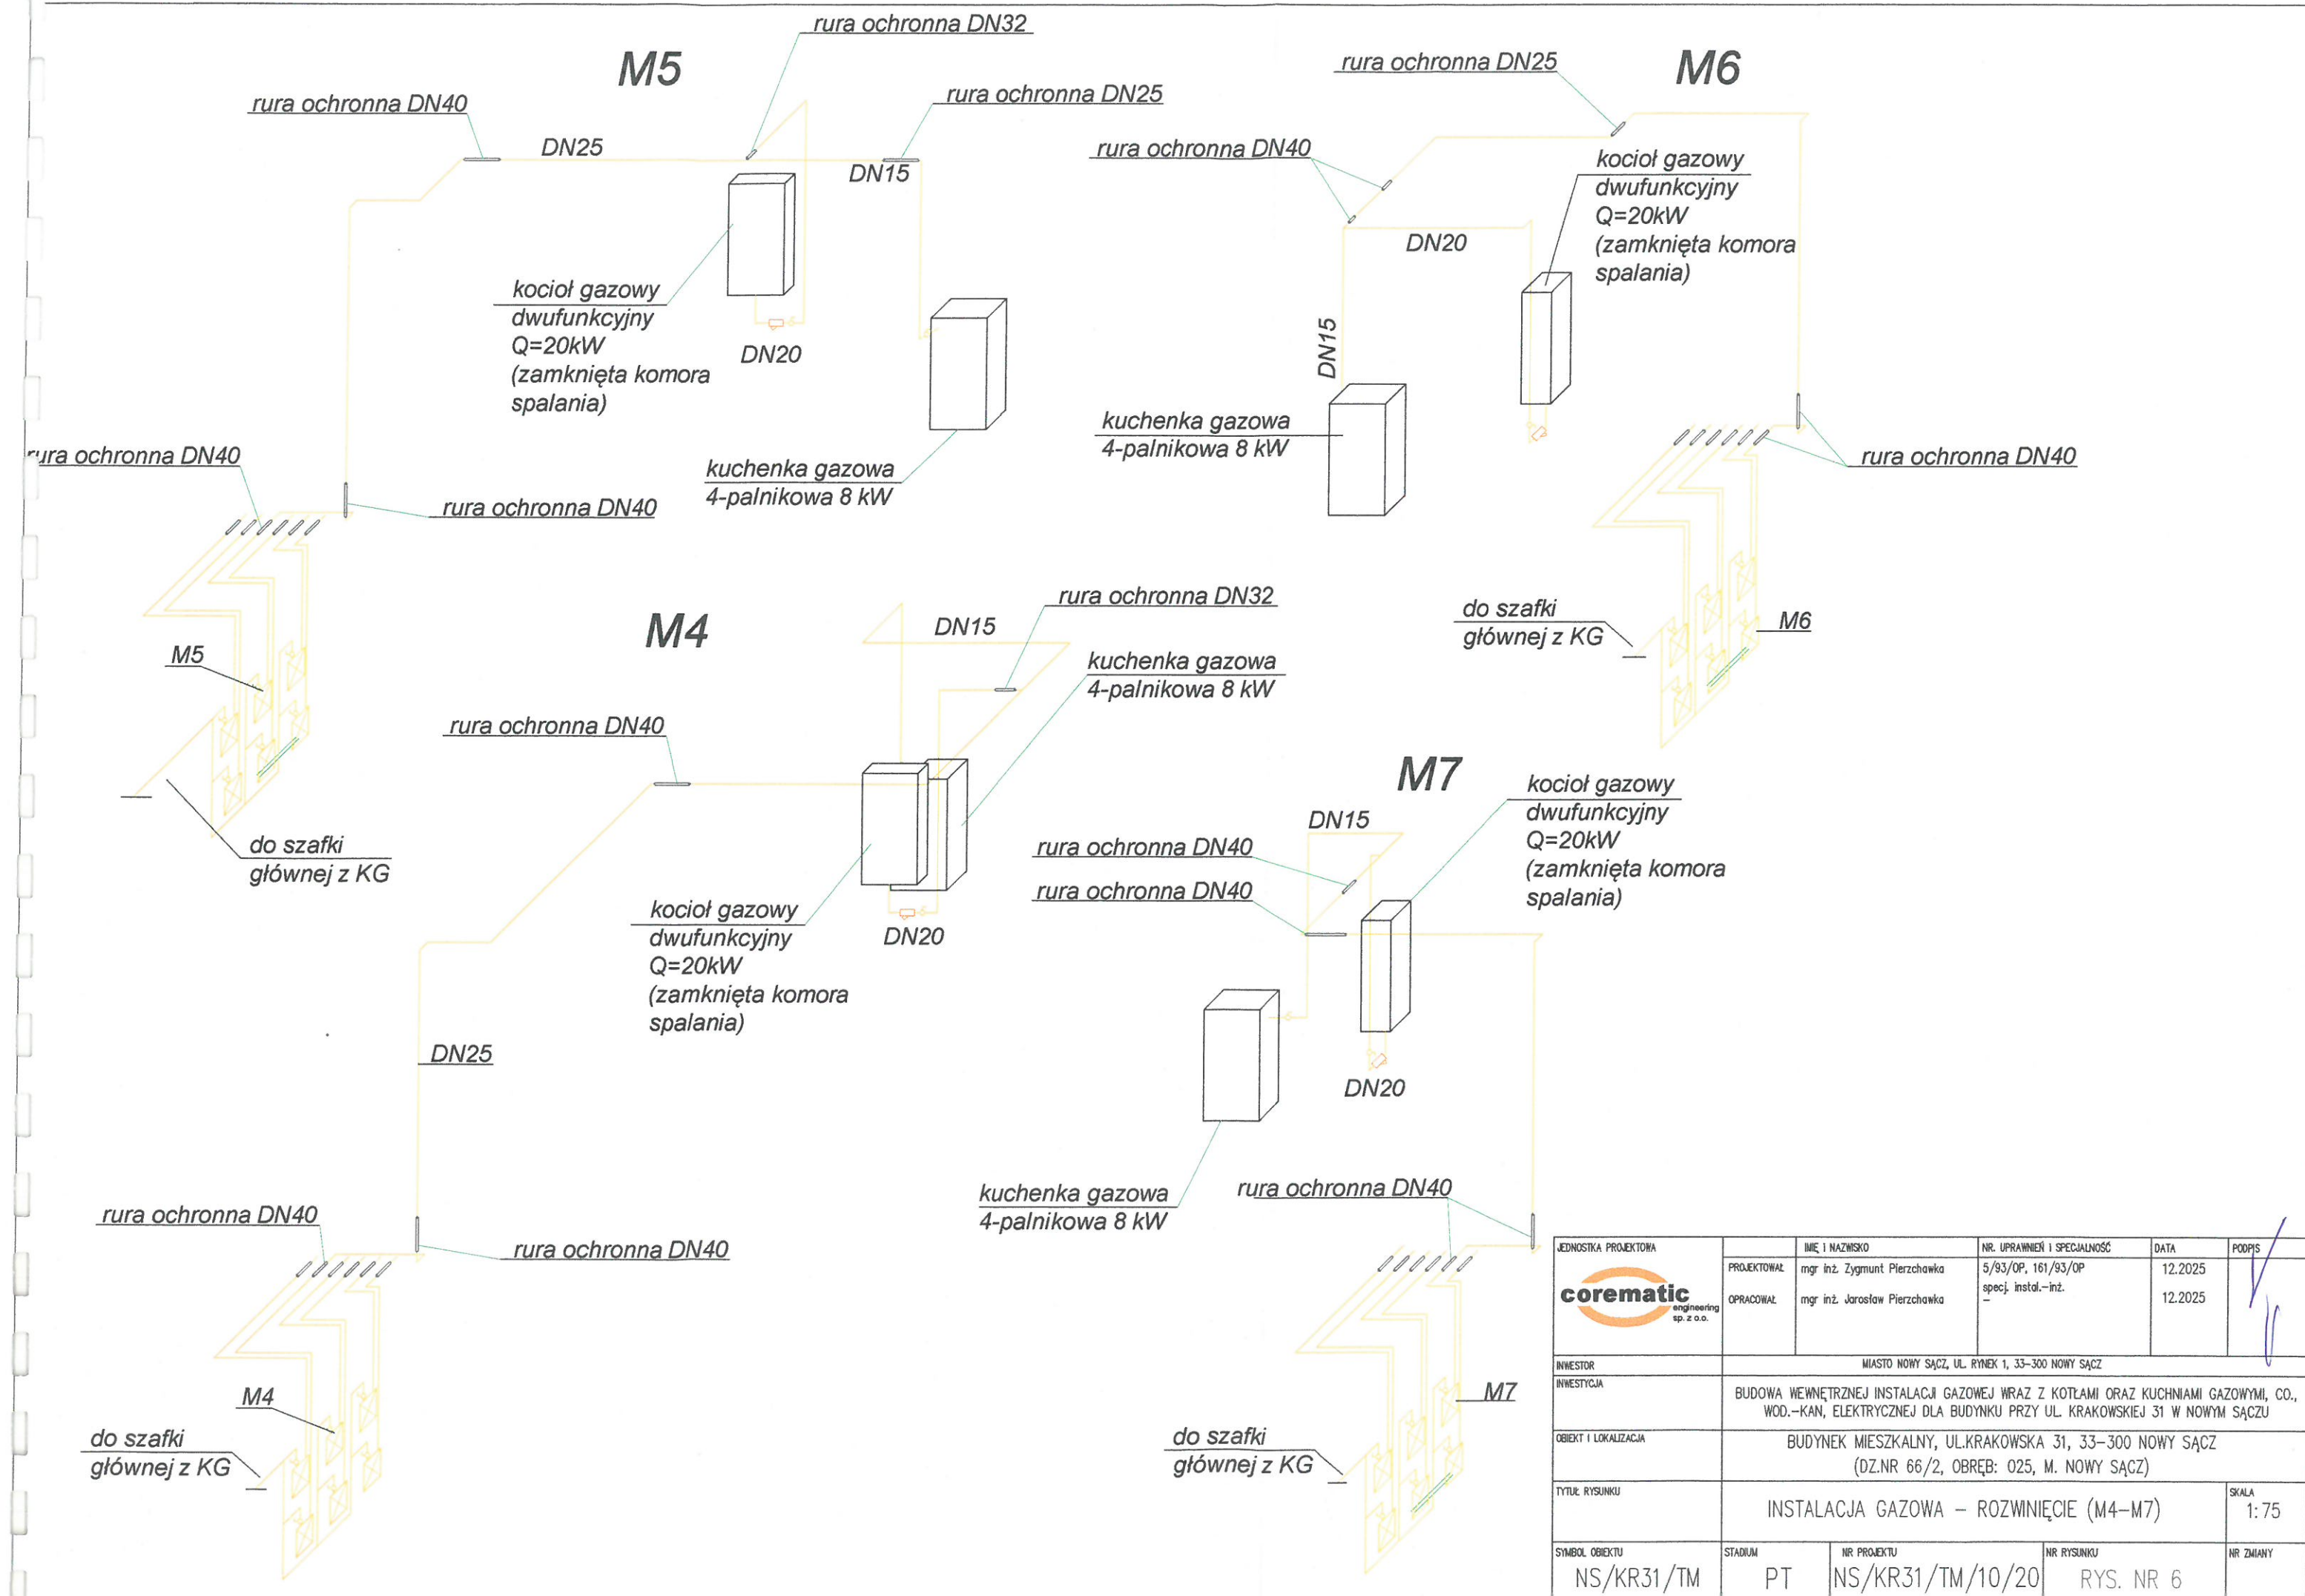 rura ochronna DN32
M5
rura ochronna DN40
rura ochronna DN25
DN25
DN15
kocioł gazowy
dwufunkcyjny
Q=20kW
(zamknięta komora
spalania)
DN20
rura ochronna DN40
kuchenka gazowa
4-palnikowa 8 kW
rura ochronna DN40
M5
do szafki
głównej z KG
rura ochronna DN25
M6
rura ochronna DN40
kocioł gazowy
dwufunkcyjny
Q=20kW
(zamknięta komora
spalania)
DN20
DN15
kuchenka gazowa
4-palnikowa 8 kW
rura ochronna DN40
do szafki
głównej z KG
M6
M4
rura ochronna DN32
DN15
kuchenka gazowa
4-palnikowa 8 kW
rura ochronna DN40
kocioł gazowy
dwufunkcyjny
Q=20kW
(zamknięta komora
spalania)
DN20
DN25
rura ochronna DN40
rura ochronna DN40
M4
do szafki
głównej z KG
M7
kocioł gazowy
dwufunkcyjny
Q=20kW
(zamknięta komora
spalania)
DN15
rura ochronna DN40
rura ochronna DN40
DN20
kuchenka gazowa
4-palnikowa 8 kW
rura ochronna DN40
M7
do szafki
głównej z KG
JEDNOSTKA PROJEKTOWA
IMIĘ I NAZWISKO
NR. UPRAWNIEŃ I SPECJALNOŚĆ
DATA
PODPIS
corematic
engineering
sp. z o.o.
PROJEKTOWAŁ
mgr inż. Zygmunt Pierzchawka
5/93/OP, 161/93/OP
specj. instal.-inż.
12.2025
OPRACOWAŁ
mgr inż. Jarosław Pierzchawka
–
12.2025
INWESTOR
MIASTO NOWY SĄCZ, UL. RYNEK 1, 33-300 NOWY SĄCZ
INWESTYCJA
BUDOWA WEWNĘTRZNEJ INSTALACJI GAZOWEJ WRAZ Z KOTŁAMI ORAZ KUCHNIAMI GAZOWYMI, CO.,
WOD.-KAN, ELEKTRYCZNEJ DLA BUDYNKU PRZY UL. KRAKOWSKIEJ 31 W NOWYM SĄCZU
OBIEKT I LOKALIZACJA
BUDYNEK MIESZKALNY, UL.KRAKOWSKA 31, 33-300 NOWY SĄCZ
(DZ.NR 66/2, OBRĘB: 025, M. NOWY SĄCZ)
TYTUŁ RYSUNKU
INSTALACJA GAZOWA – ROZWINIĘCIE (M4-M7)
SKALA
1:75
SYMBOL OBIEKTU
NS/KR31/TM
STADIUM
PT
NR PROJEKTU
NS/KR31/TM/10/20
NR RYSUNKU
RYS. NR 6
NR ZMIANY